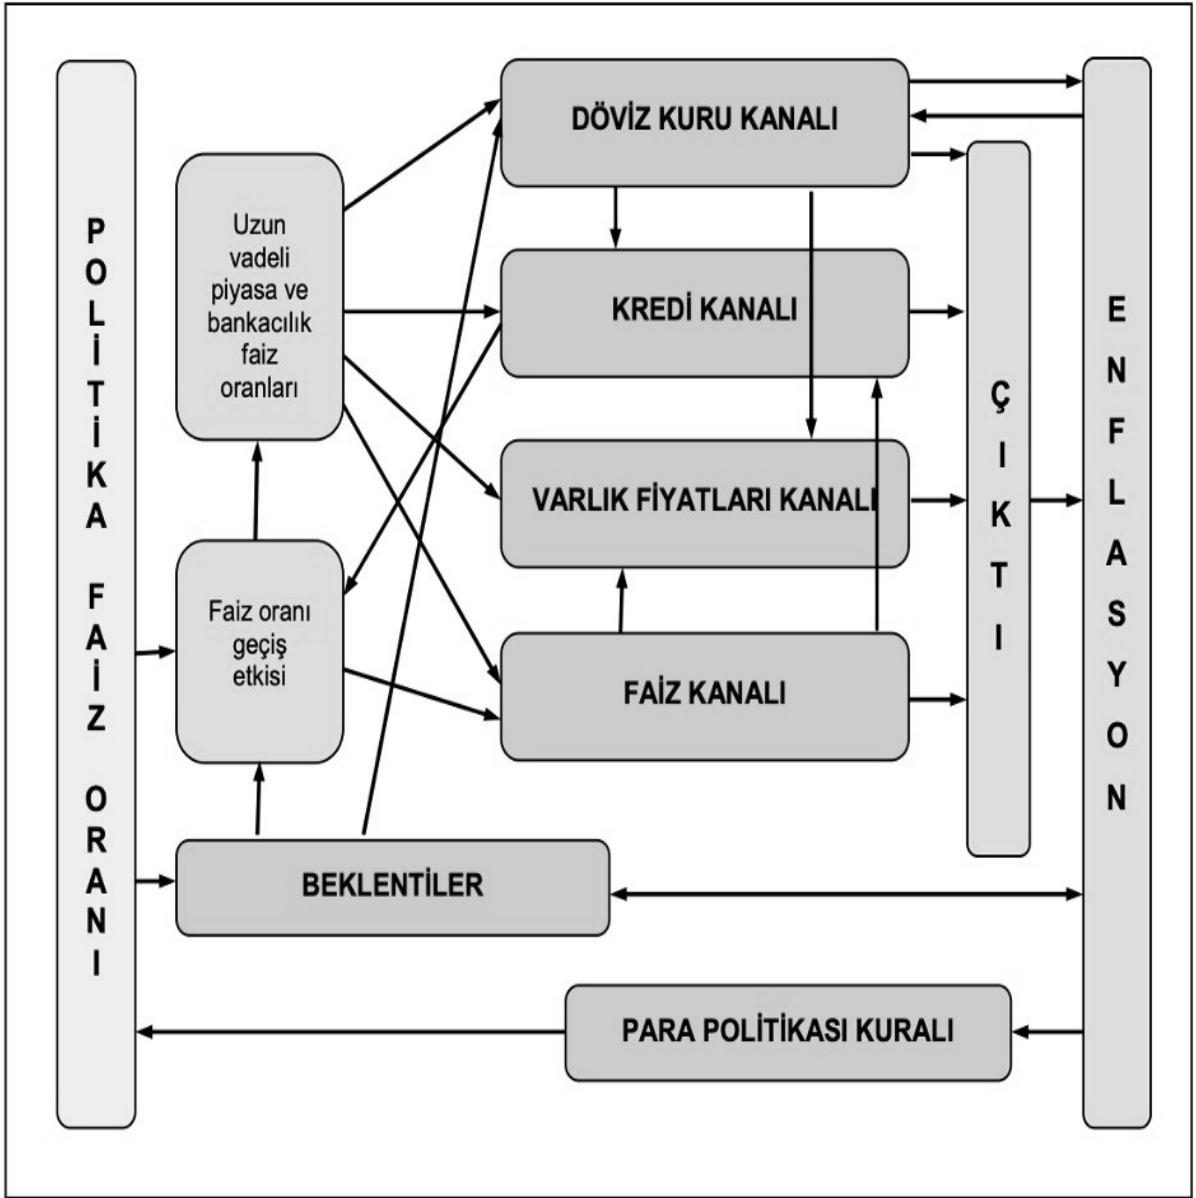 POLİTİKA FAİZ ORANI
Uzun
vadeli
piyasa ve
bankacılık
faiz
oranları
Faiz oranı
geçiş
etkisi
DÖVİZ KURU KANALI
KREDİ KANALI
VARLIK FİYATLARI KANALI
FAİZ KANALI
BEKLENTİLER
PARA POLİTİKASI KURALI
ÇIKTI
ENFLASYON